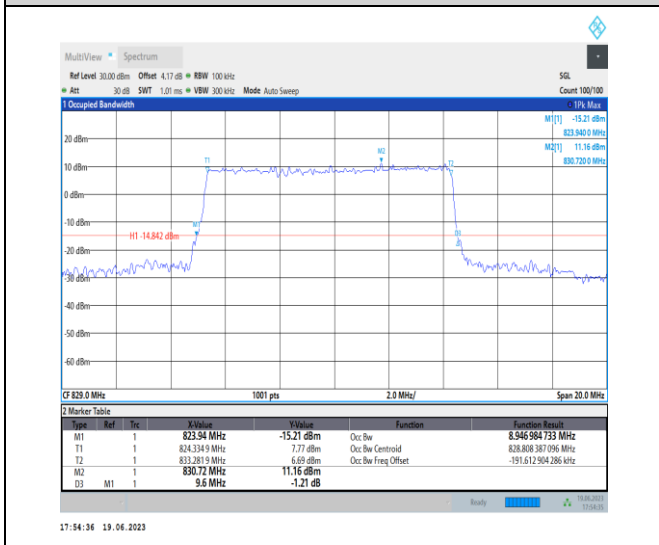 MultiView Spectrum
Ref Level 30.00 dBm Offset 4.17 dB RBW 100 kHz SGL
Att 30 dB SWT 1.01 ms VBW 300 kHz Mode Auto Sweep Count 100/100
1 Occupied Bandwidth 1Pk Max
M1[1] -15.21 dBm
823.940 0 MHz
M2[1] 11.16 dBm
830.720 0 MHz
20 dBm
T1 M2 T2
10 dBm
0 dBm
-10 dBm
M1
H1 -14.842 dBm
D3
-20 dBm
-30 dBm
-40 dBm
-50 dBm
-60 dBm
CF 829.0 MHz 1001 pts 2.0 MHz/ Span 20.0 MHz
2 Marker Table
Type Ref Trc X-Value Y-Value Function Function Result
M1 1 823.94 MHz -15.21 dBm Occ Bw 8.946 984 733 MHz
T1 1 824.334 9 MHz 7.77 dBm Occ Bw Centroid 828.808 387 096 MHz
T2 1 833.281 9 MHz 6.69 dBm Occ Bw Freq Offset -191.612 904 286 kHz
M2 1 830.72 MHz 11.16 dBm
D3 M1 1 9.6 MHz -1.21 dB
Ready 19.06.2023
17:54:35
17:54:36 19.06.2023